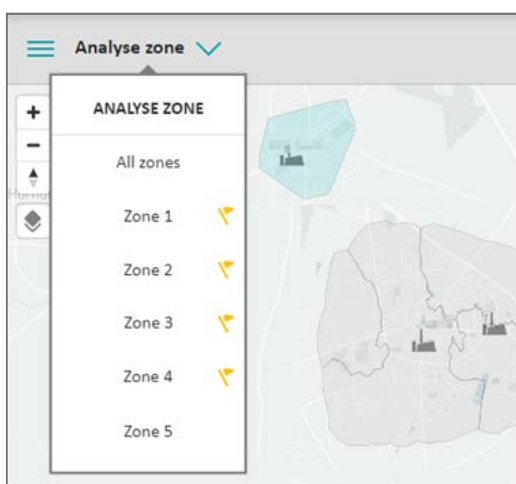 Analyse zone
ANALYSE ZONE
All zones
Zone 1
Zone 2
Zone 3
Zone 4
Zone 5
+
−